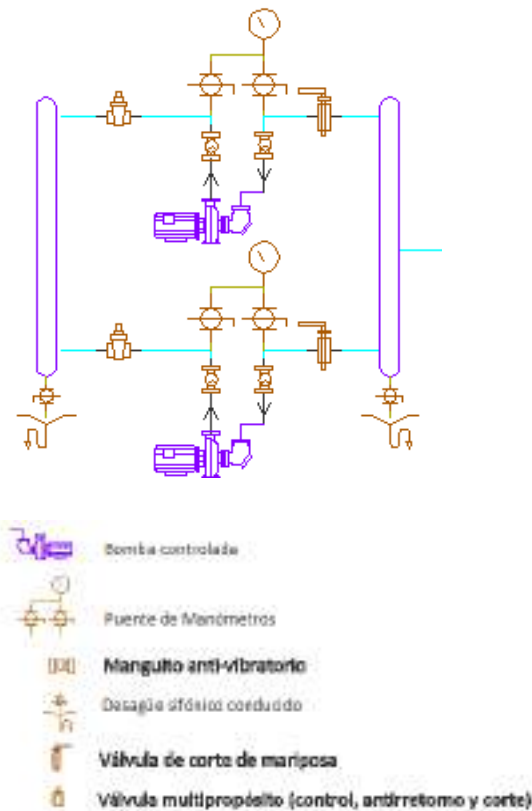 Bomba controlada
Puente de Manómetros
Manguito anti-vibratorio
Desagüe sifónico conducido
Válvula de corte de mariposa
Válvula multipropósito (control, antirretorno y corte)